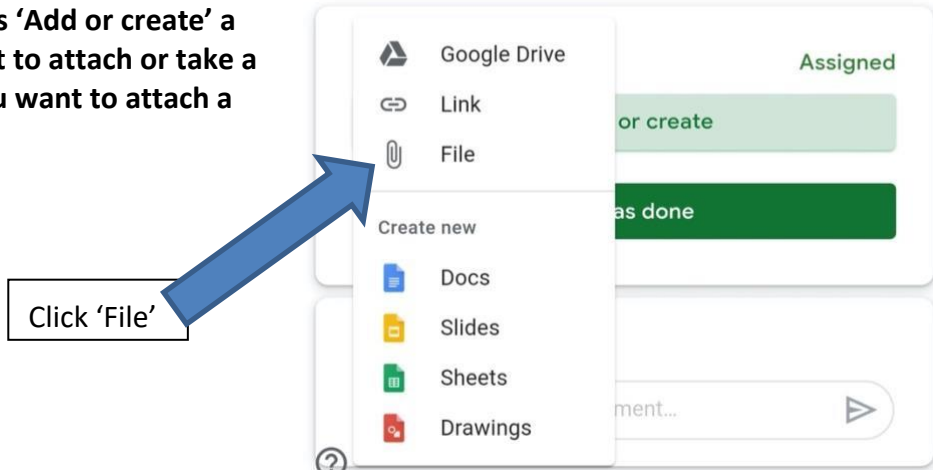 s ‘Add or create’ a
t to attach or take a
u want to attach a
Click ‘File’
Google Drive
Link
File
Create new
Docs
Slides
Sheets
Drawings
Assigned
or create
as done
ment...